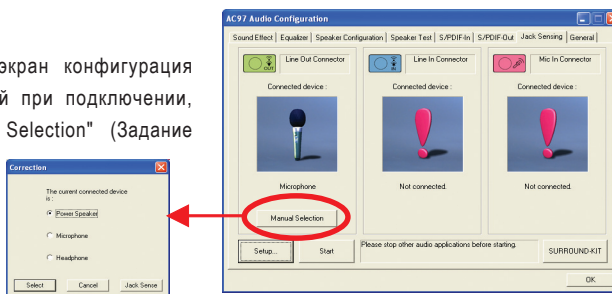 экран конфигурация
й при подключении,
Selection" (Задание
Correction
The current connected device
is :
Power Speaker
Microphone
Headphone
Select Cancel Jack Sense
AC97 Audio Configuration
Sound Effect Equalizer Speaker Configuration Speaker Test S/PDIF-In S/PDIF-Out Jack Sensing General
OUT Line Out Connector IN Line In Connector Mic In Connector
Connected device : Connected device : Connected device :
Microphone Not connected. Not connected.
Manual Selection
Setup... Start Please stop other audio applications before starting. SURROUND-KIT
OK